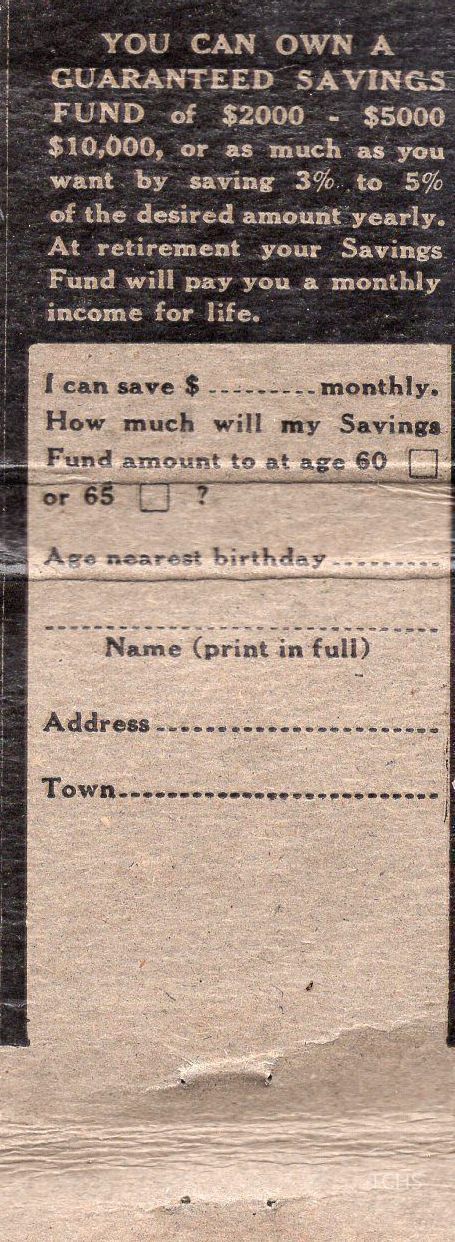 YOU CAN OWN A
GUARANTEED SAVINGS
FUND of $2000 - $5000
$10,000, or as much as you
want by saving 3% to 5%
of the desired amount yearly.
At retirement your Savings
Fund will pay you a monthly
income for life.
I can save $..........monthly.
How much will my Savings
Fund amount to at age 60 □
or 65 □ ?
Age nearest birthday..........
Name (print in full)
Address..........
Town..........
TCHS